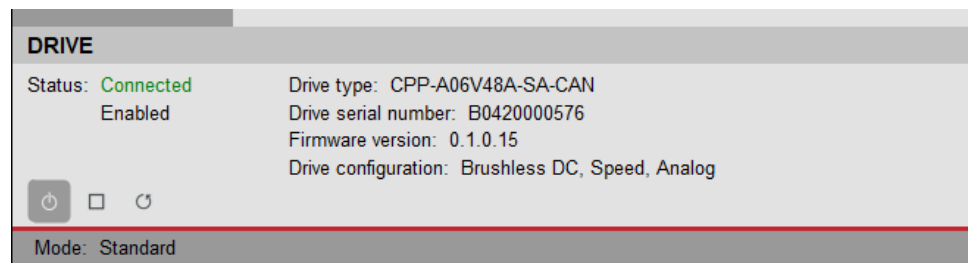 DRIVE
Status: Connected
Enabled
Drive type: CPP-A06V48A-SA-CAN
Drive serial number: B0420000576
Firmware version: 0.1.0.15
Drive configuration: Brushless DC, Speed, Analog
Mode: Standard